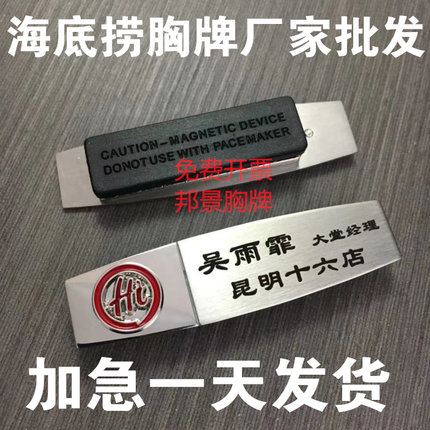 海底捞胸牌厂家批发
CAUTION-MAGNETIC DEVICE
DONOTUSE WITH PACEMAKER
免费开票
邦景胸牌
吴雨霏 大堂经理
昆明十六店
Hi
加急一天发货